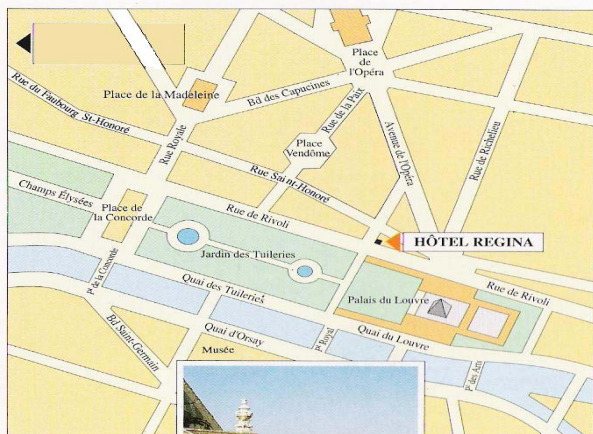 Place
de
l'Opéra
Place de la Madeleine
Bd des Capucines
Rue du Faubourg St-Honoré
Rue Royale
Rue de la Paix
Place
Vendôme
Avenue de l'Opéra
Rue de Richelieu
Rue Saint-Honoré
Champs Élysées
Place de
la Concorde
Rue de Rivoli
HÔTEL REGINA
Jardin des Tuileries
Pt de la Concorde
Quai des Tuileries
Palais du Louvre
Rue de Rivoli
Bd Saint-Germain
Quai d'Orsay
Pt Royal
Quai du Louvre
Musée
Pt des Arts